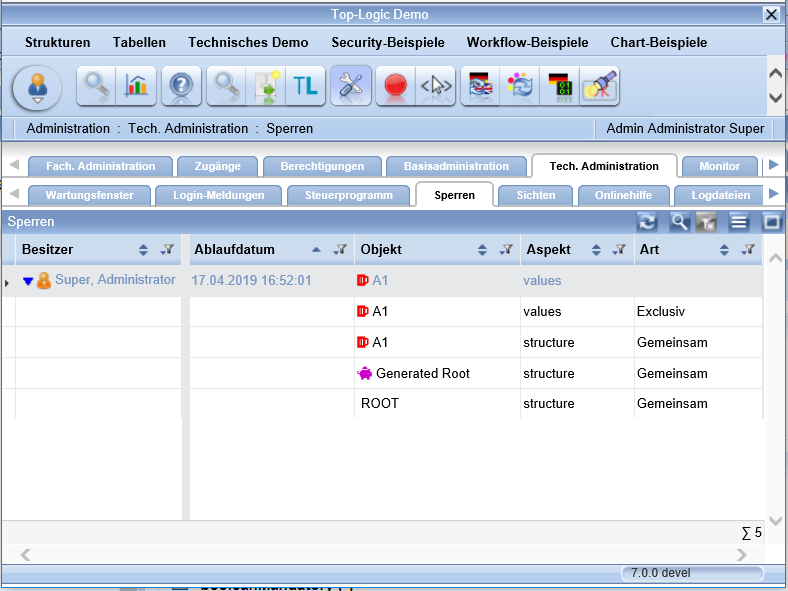 Top-Logic Demo
Strukturen Tabellen Technisches Demo Security-Beispiele Workflow-Beispiele Chart-Beispiele
TL
Administration : Tech. Administration : Sperren Admin Administrator Super
Fach. Administration Zugänge Berechtigungen Basisadministration Tech. Administration Monitor
Wartungsfenster Login-Meldungen Steuerprogramm Sperren Sichten Onlinehilfe Logdateien
Sperren
Besitzer Ablaufdatum Objekt Aspekt Art
Super, Administrator 17.04.2019 16:52:01 A1 values
A1 values Exclusiv
A1 structure Gemeinsam
Generated Root structure Gemeinsam
ROOT structure Gemeinsam
∑ 5
7.0.0 devel